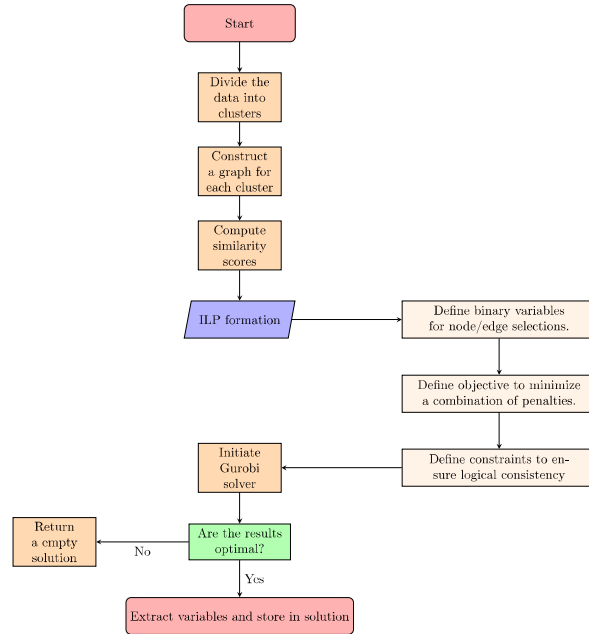 Start
Divide the
data into
clusters
Construct
a graph for
each cluster
Compute
similarity
scores
ILP formation
Define binary variables
for node/edge selections.
Define objective to minimize
a combination of penalties.
Define constraints to en-
sure logical consistency
Initiate
Gurobi
solver
Are the results
optimal?
No
Return
a empty
solution
Yes
Extract variables and store in solution